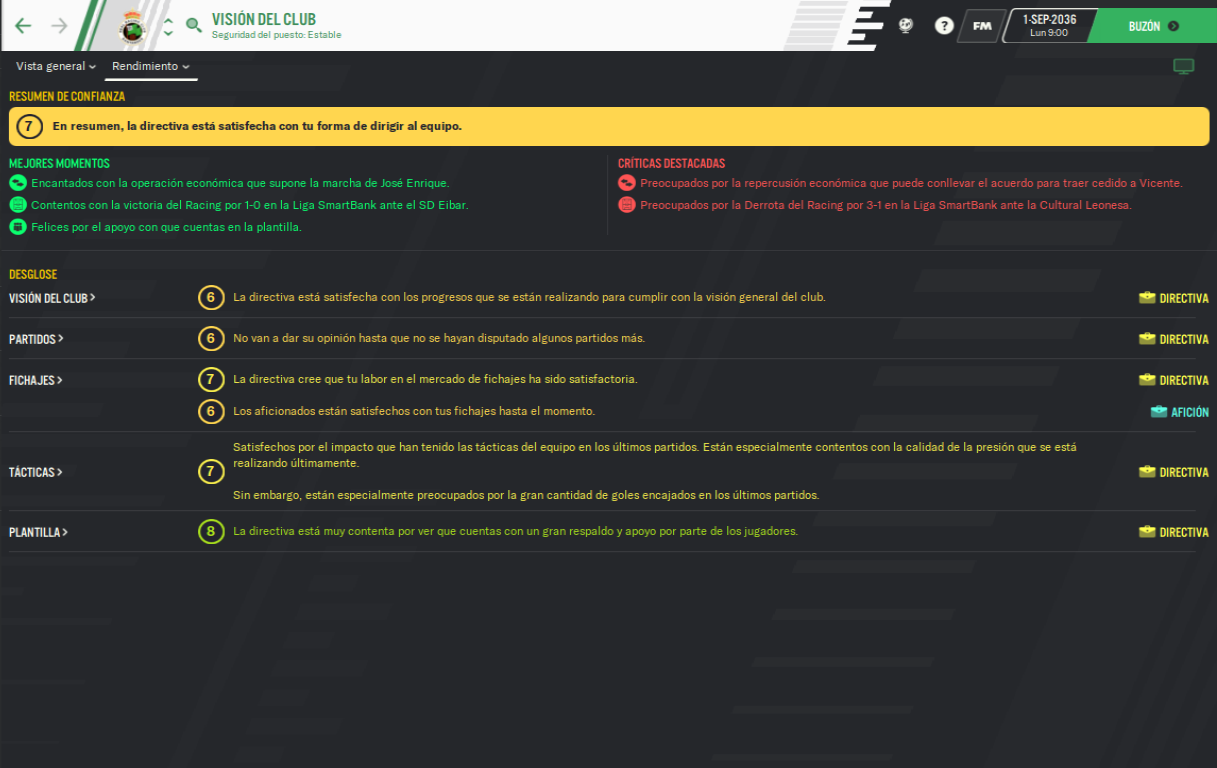 VISIÓN DEL CLUB
Seguridad del puesto: Estable
?
FM
1-SEP-2036
Lun 9:00
BUZÓN
Vista general
Rendimiento
RESUMEN DE CONFIANZA
7 En resumen, la directiva está satisfecha con tu forma de dirigir al equipo.
MEJORES MOMENTOS
Encantados con la operación económica que supone la marcha de José Enrique.
Contentos con la victoria del Racing por 1-0 en la Liga SmartBank ante el SD Eibar.
Felices por el apoyo con que cuentas en la plantilla.
CRÍTICAS DESTACADAS
Preocupados por la repercusión económica que puede conllevar el acuerdo para traer cedido a Vicente.
Preocupados por la Derrota del Racing por 3-1 en la Liga SmartBank ante la Cultural Leonesa.
DESGLOSE
VISIÓN DEL CLUB > 6 La directiva está satisfecha con los progresos que se están realizando para cumplir con la visión general del club. DIRECTIVA
PARTIDOS > 6 No van a dar su opinión hasta que no se hayan disputado algunos partidos más. DIRECTIVA
FICHAJES > 7 La directiva cree que tu labor en el mercado de fichajes ha sido satisfactoria. DIRECTIVA
6 Los aficionados están satisfechos con tus fichajes hasta el momento. AFICIÓN
Satisfechos por el impacto que han tenido las tácticas del equipo en los últimos partidos. Están especialmente contentos con la calidad de la presión que se está
realizando últimamente.
TÁCTICAS > 7 DIRECTIVA
Sin embargo, están especialmente preocupados por la gran cantidad de goles encajados en los últimos partidos.
PLANTILLA > 8 La directiva está muy contenta por ver que cuentas con un gran respaldo y apoyo por parte de los jugadores. DIRECTIVA